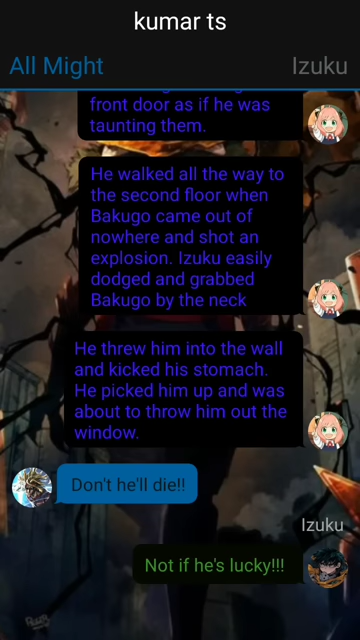 kumar ts
All Might
Izuku
front door as if he was
taunting them.
He walked all the way to
the second floor when
Bakugo came out of
nowhere and shot an
explosion. Izuku easily
dodged and grabbed
Bakugo by the neck
He threw him into the wall
and kicked his stomach.
He picked him up and was
about to throw him out the
window.
Don't he'll die!!
Izuku
Not if he's lucky!!!